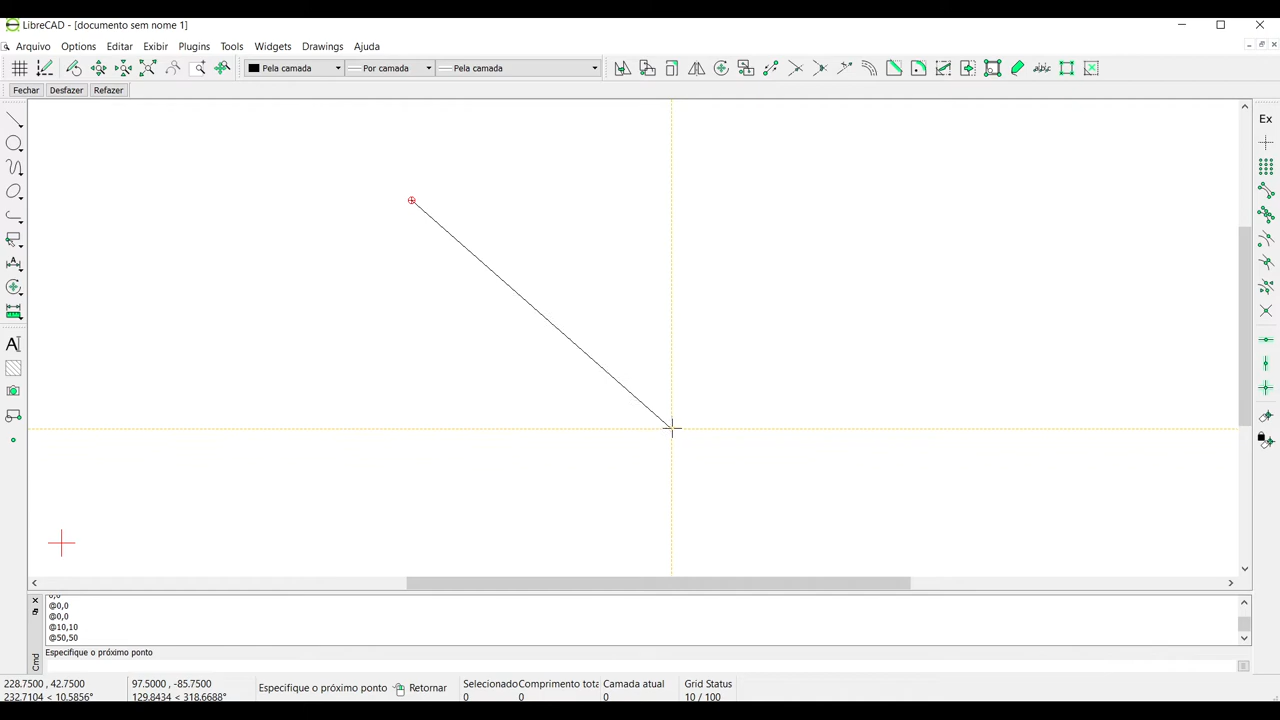 LibreCAD - [documento sem nome 1]
Arquivo Options Editar Exibir Plugins Tools Widgets Drawings Ajuda
Pela camada Por camada Pela camada
Fechar Desfazer Refazer
Ex
A
A
@0,0
@0,0
@10,10
@50,50
Cmd
Especifique o próximo ponto
228.7500 , 42.7500 97.5000 , -85.7500 Especifique o próximo ponto Retornar Selecionado Comprimento tota Camada atual Grid Status
232.7104 < 10.5856° 129.8434 < 318.6688° 0 0 0 10 / 100